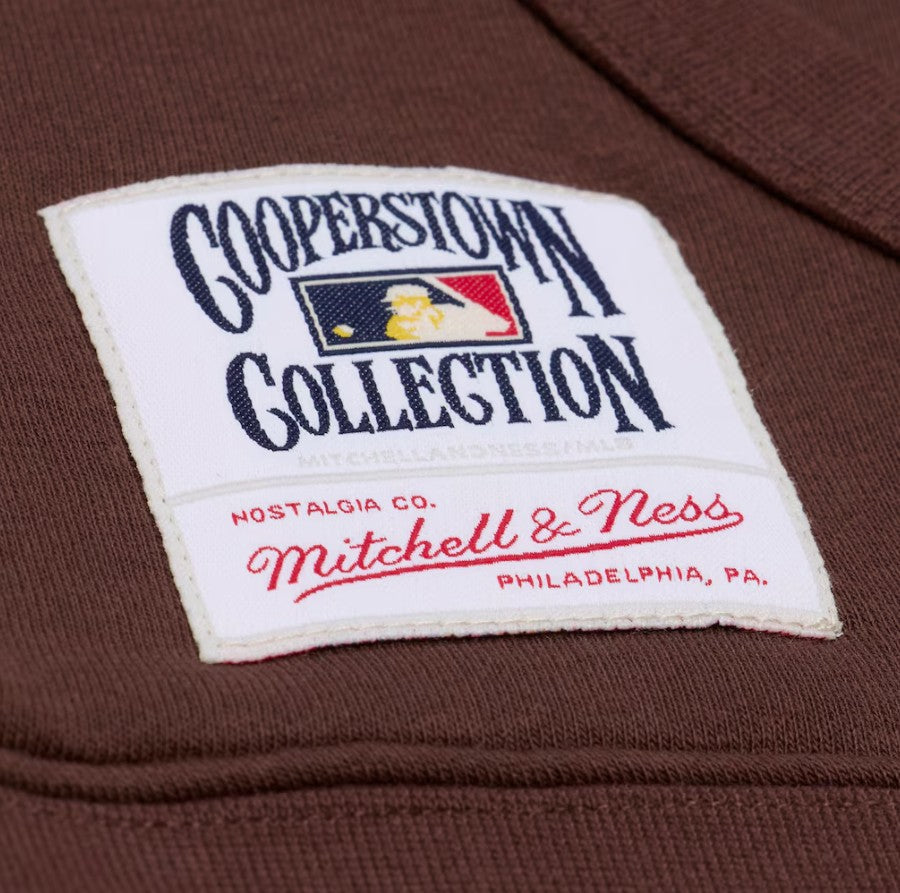 COOPERSTOWN
COLLECTION
MITCHELLANDNESS/MLB
NOSTALGIA CO.
Mitchell & Ness
PHILADELPHIA, PA.